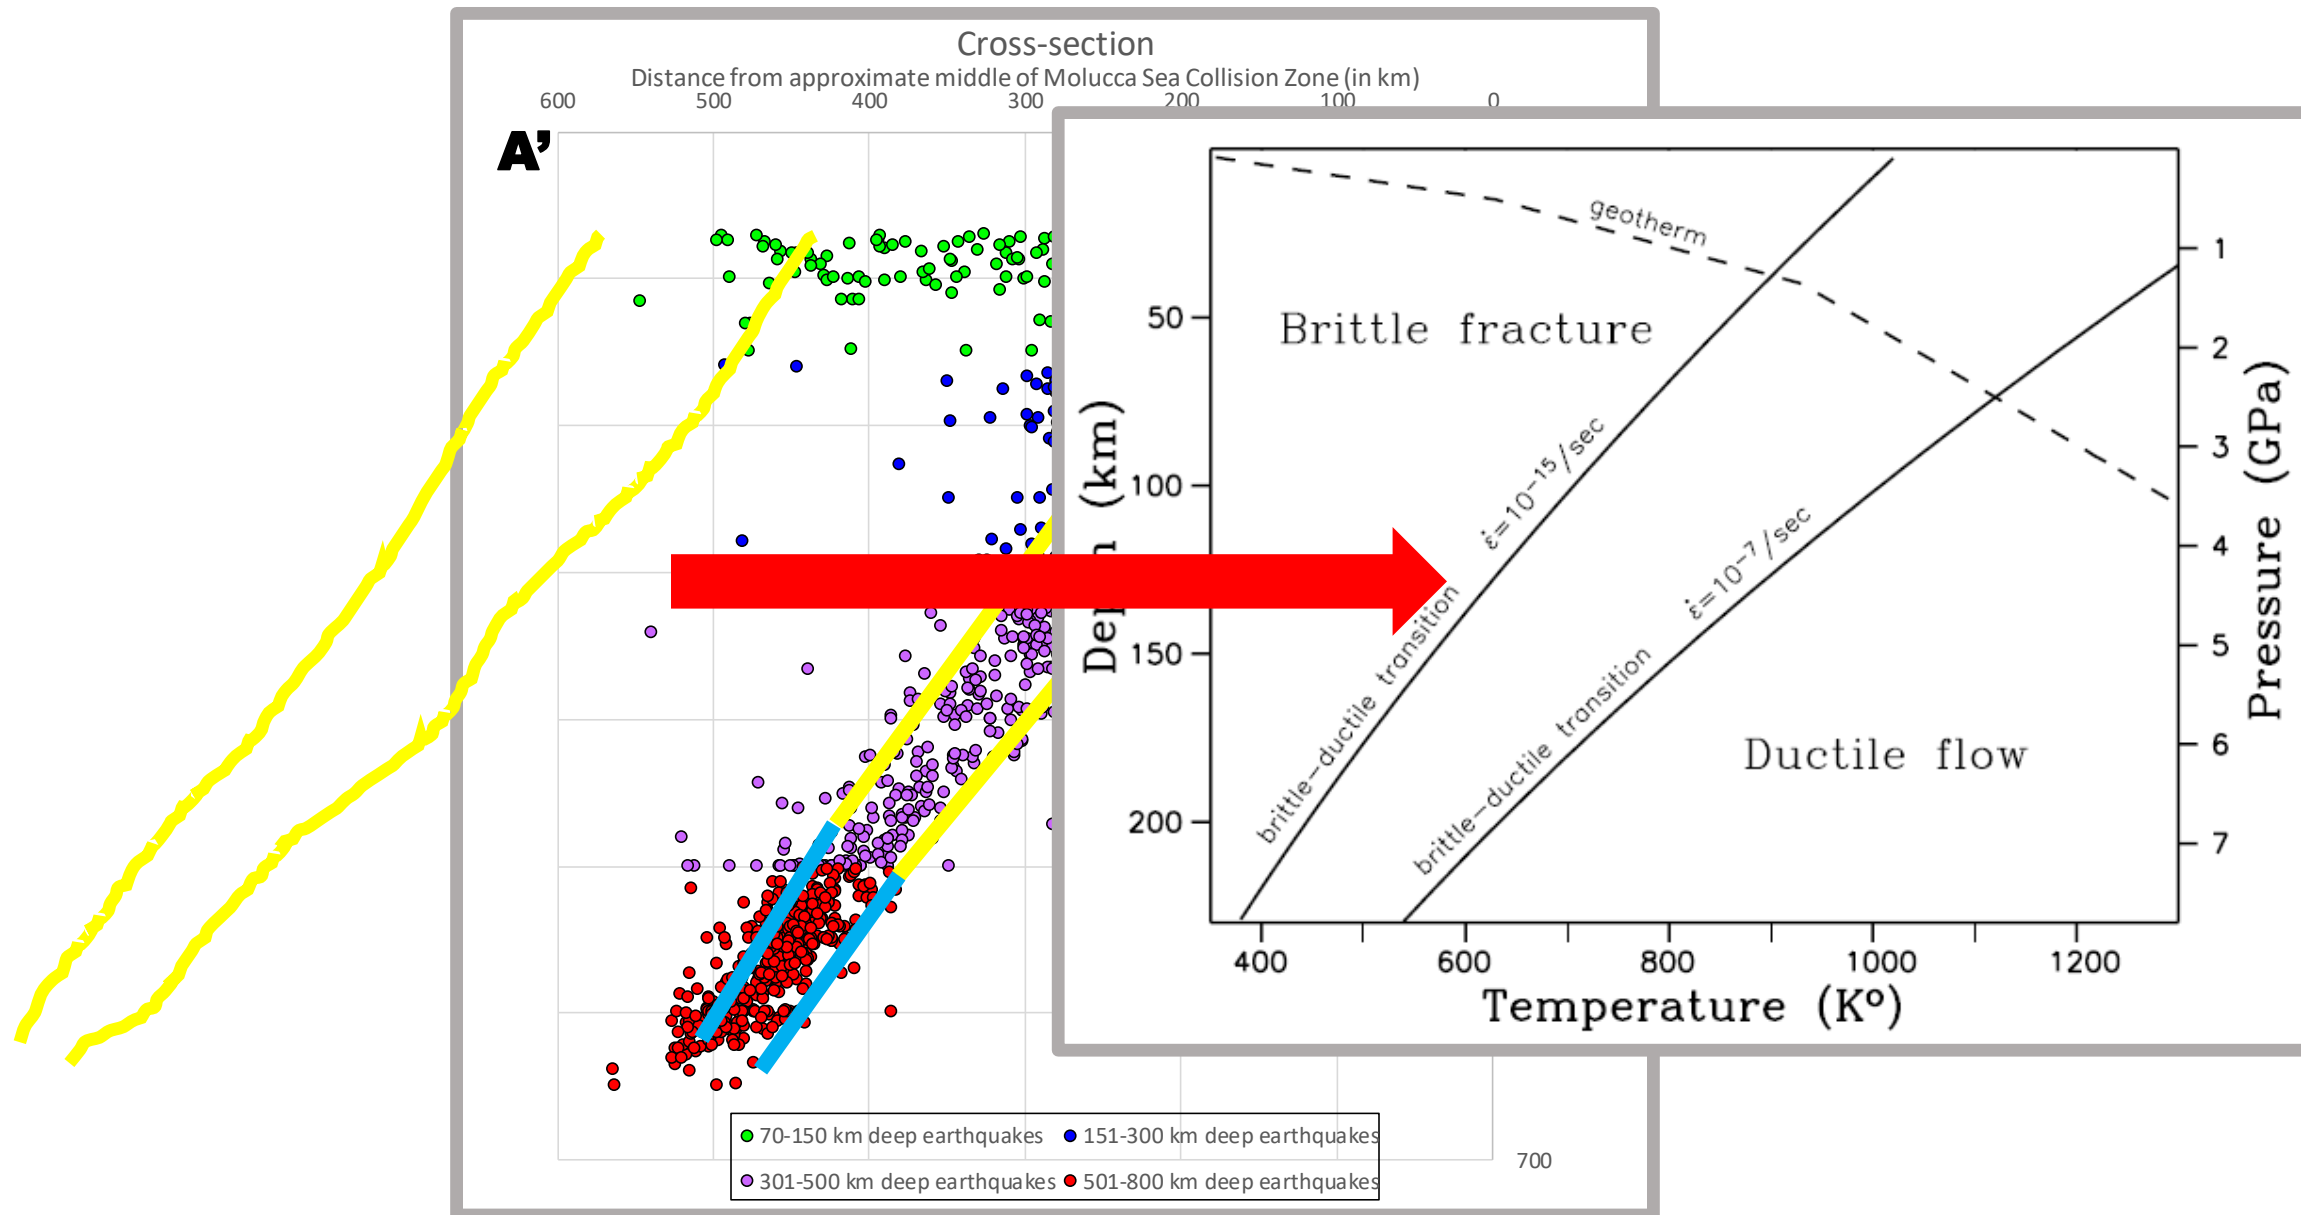 Cross-section
Distance from approximate middle of Molucca Sea Collision Zone (in km)
600 500 400 300 200 100 0
A’
geotherm
1
50
Brittle fracture
2
3
100
ε̇=10⁻¹⁵/sec
4
ε̇=10⁻⁷/sec
Depth (km)
Pressure (GPa)
150
5
brittle–ductile transition
brittle–ductile transition
6
Ductile flow
200
7
400 600 800 1000 1200
Temperature (Kº)
70-150 km deep earthquakes
151-300 km deep earthquakes
700
301-500 km deep earthquakes
501-800 km deep earthquakes